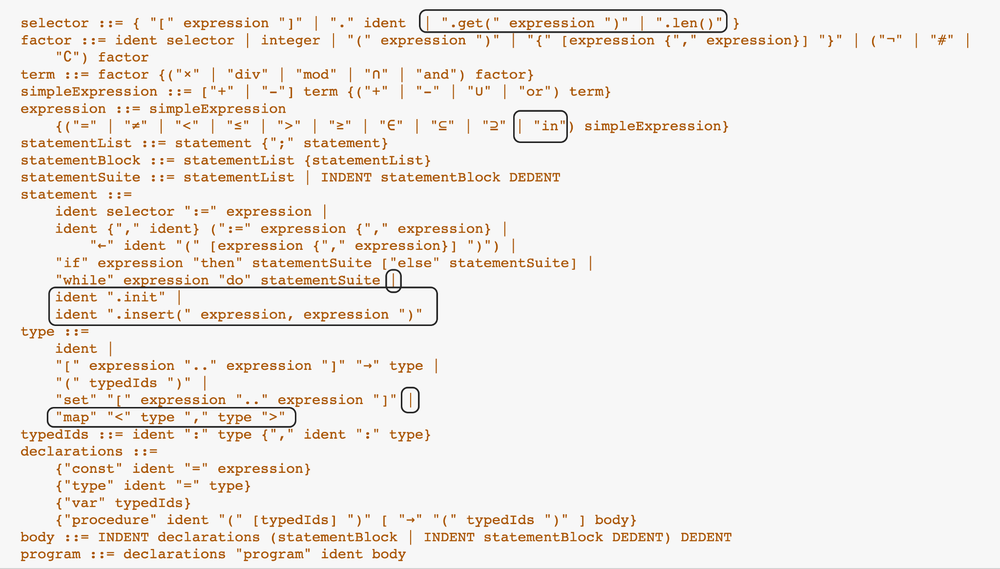 selector ::= { "[" expression "]" | "." ident | ".get(" expression ")" | ".len()" }
factor ::= ident selector | integer | "(" expression ")" | "{" [expression {"," expression}] "}" | ("¬" | "#" |
"∁") factor
term ::= factor {("×" | "div" | "mod" | "∩" | "and") factor}
simpleExpression ::= ["+" | "-"] term {("+" | "-" | "∪" | "or") term}
expression ::= simpleExpression
{("=" | "≠" | "<" | "≤" | ">" | "≥" | "∈" | "⊆" | "⊇" | "in") simpleExpression}
statementList ::= statement {";" statement}
statementBlock ::= statementList {statementList}
statementSuite ::= statementList | INDENT statementBlock DEDENT
statement ::=
ident selector ":=" expression |
ident {"," ident} (":=" expression {"," expression} |
"←" ident "(" [expression {"," expression}] ")") |
"if" expression "then" statementSuite ["else" statementSuite] |
"while" expression "do" statementSuite |
ident ".init" |
ident ".insert(" expression, expression ")"
type ::=
ident |
"[" expression ".." expression "]" "→" type |
"(" typedIds ")" |
"set" "[" expression ".." expression "]" |
"map" "<" type "," type ">"
typedIds ::= ident ":" type {"," ident ":" type}
declarations ::=
{"const" ident "=" expression}
{"type" ident "=" type}
{"var" typedIds}
{"procedure" ident "(" [typedIds] ")" [ "→" "(" typedIds ")" ] body}
body ::= INDENT declarations (statementBlock | INDENT statementBlock DEDENT) DEDENT
program ::= declarations "program" ident body